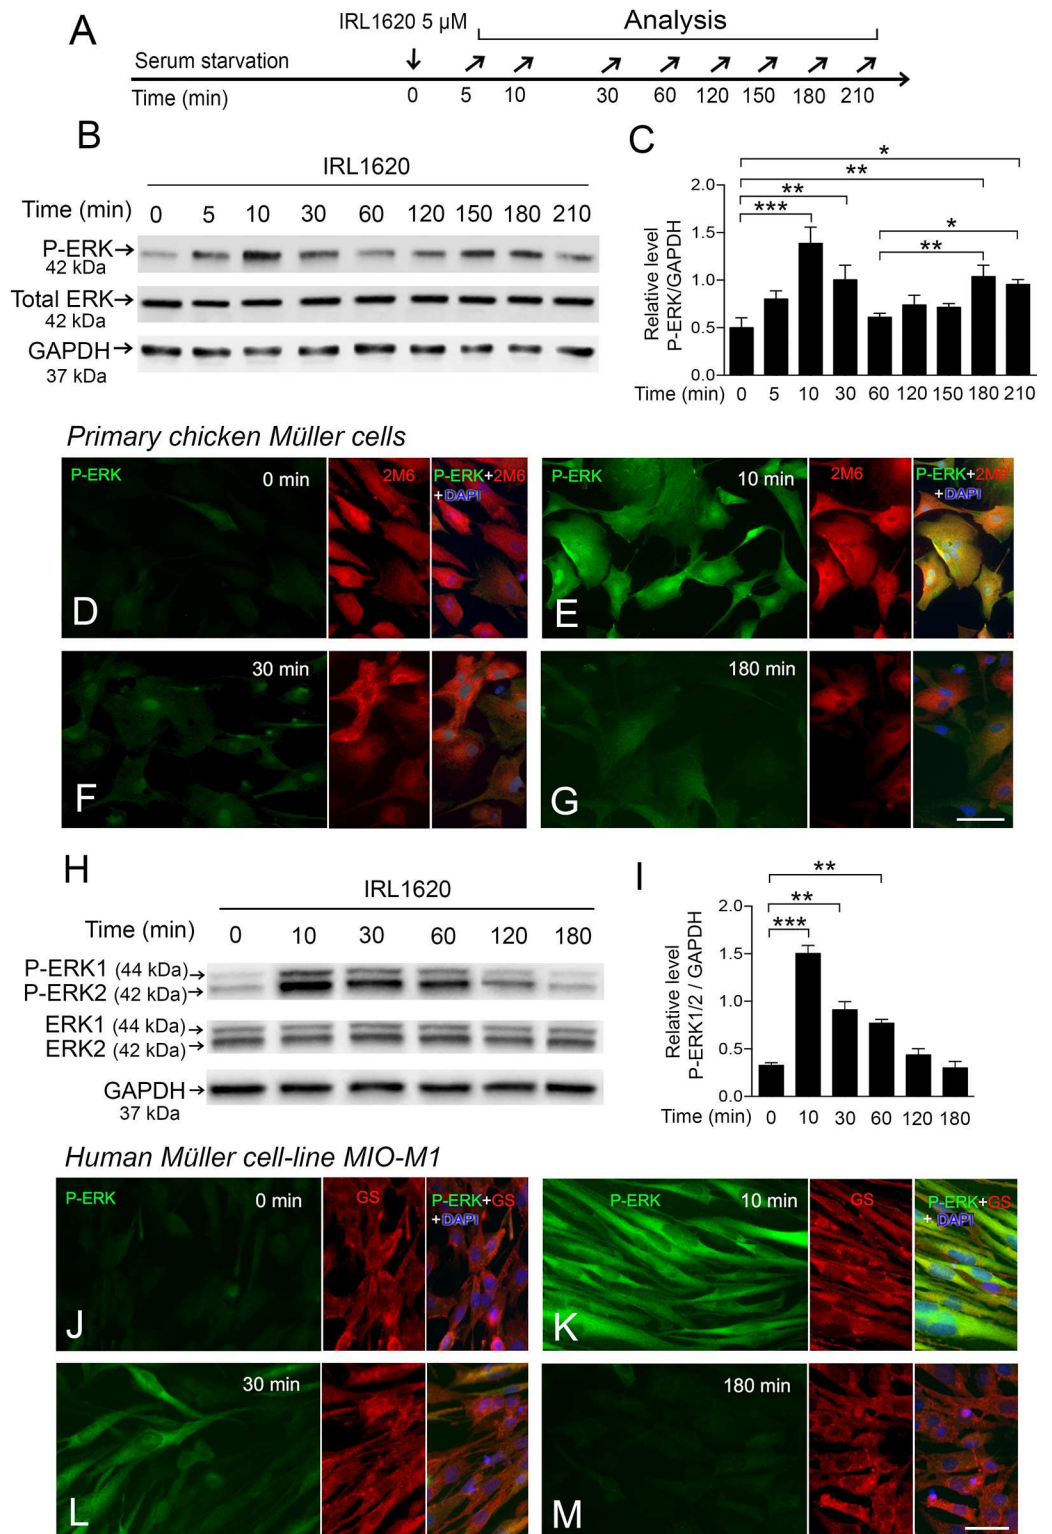 A
IRL1620 5 µM
Analysis
Serum starvation
Time (min)
0 5 10 30 60 120 150 180 210
B
IRL1620
Time (min) 0 5 10 30 60 120 150 180 210
P-ERK
42 kDa
Total ERK
42 kDa
GAPDH
37 kDa
C
*
**
**
***
*
**
2.0
1.5
1.0
0.5
0.0
Relative level
P-ERK/GAPDH
Time (min) 0 5 10 30 60 120 150 180 210
Primary chicken Müller cells
P-ERK 0 min 2M6 P-ERK+2M6
+DAPI
D
P-ERK 10 min 2M6 P-ERK+2M6
+DAPI
E
30 min
F
180 min
G
H
IRL1620
Time (min) 0 10 30 60 120 180
P-ERK1 (44 kDa)
P-ERK2 (42 kDa)
ERK1 (44 kDa)
ERK2 (42 kDa)
GAPDH
37 kDa
I
**
**
***
2.0
1.5
1.0
0.5
0.0
Relative level
P-ERK1/2 / GAPDH
Time (min) 0 10 30 60 120 180
Human Müller cell-line MIO-M1
P-ERK 0 min GS P-ERK+GS
+DAPI
J
P-ERK 10 min GS P-ERK+GS
+ DAPI
K
30 min
L
180 min
M